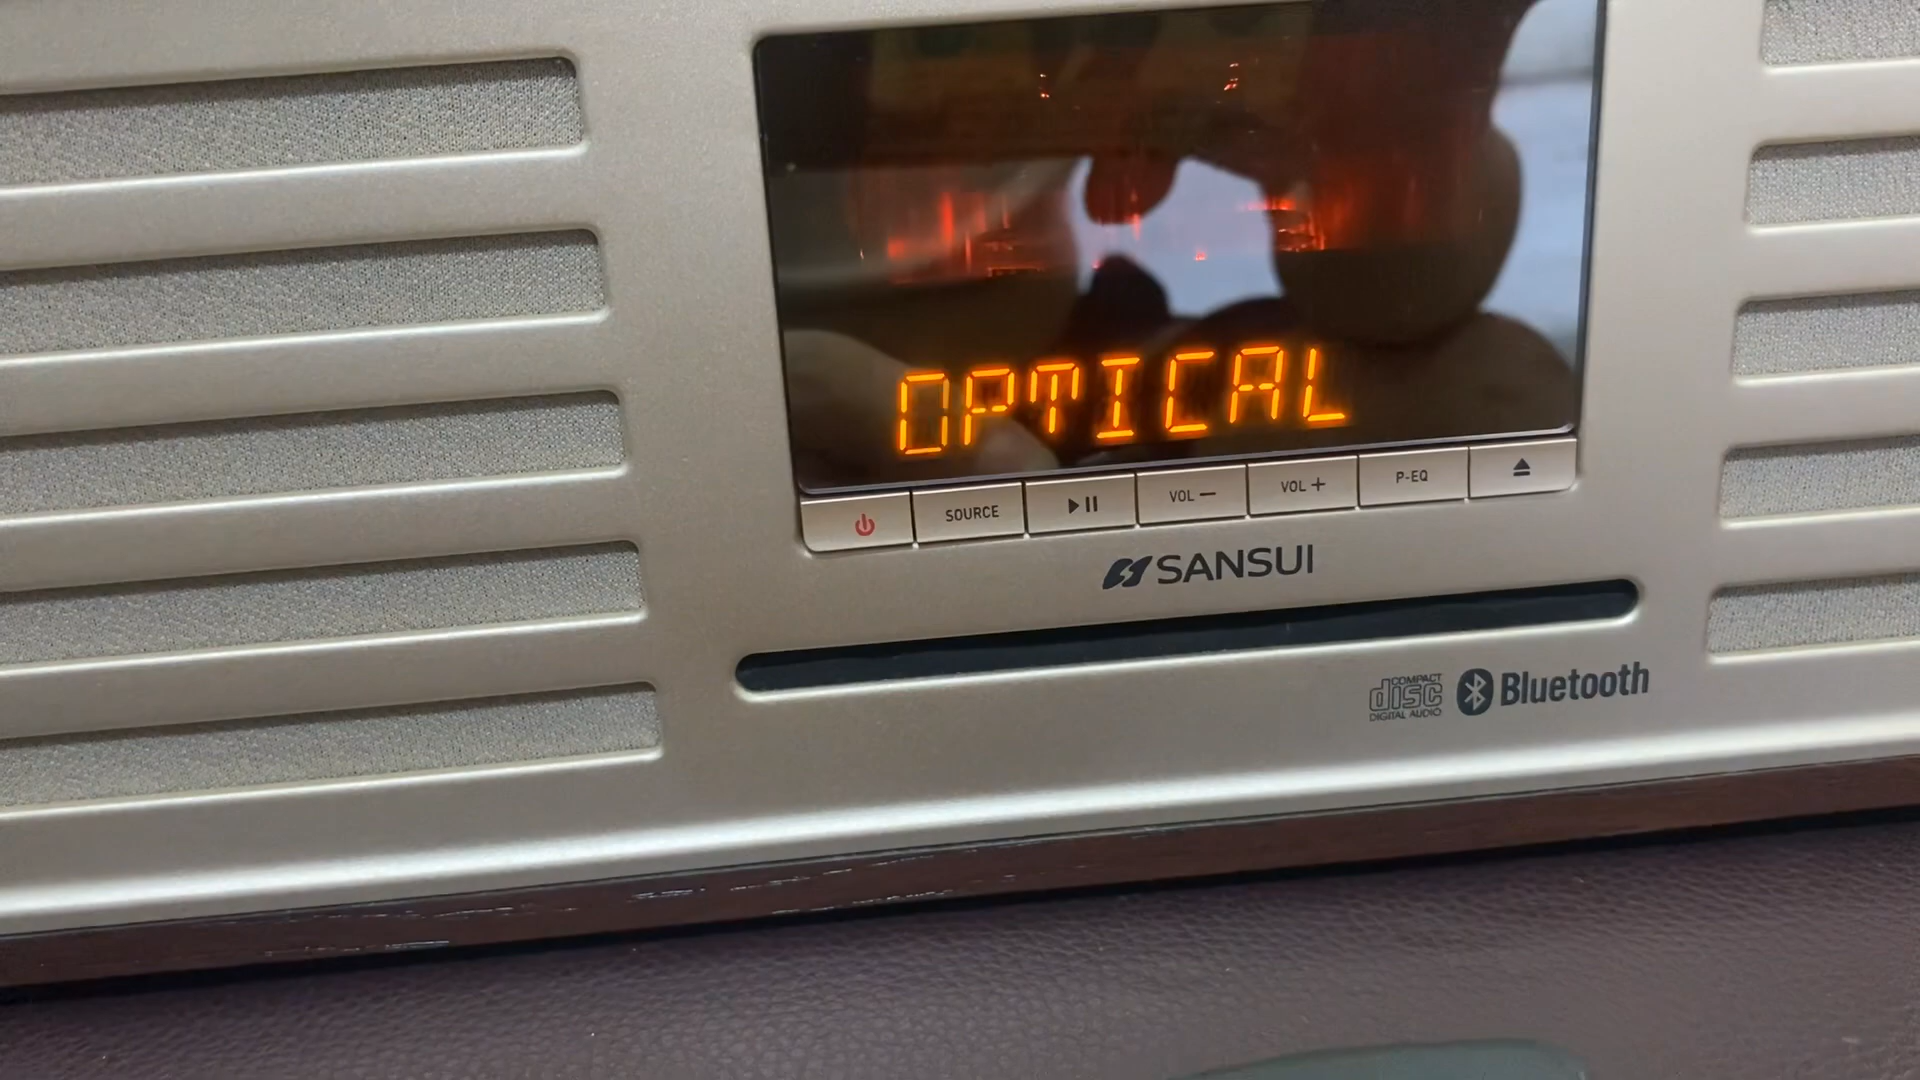 OPTICAL
SOURCE
VOL −
VOL +
P-EQ
SANSUI
COMPACT
disc
DIGITAL AUDIO
Bluetooth